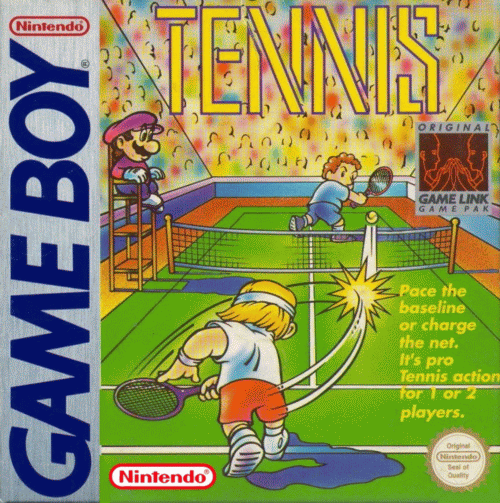 Nintendo®
GAME BOY®
TENNIS
ORIGINAL
GAME LINK
GAME PAK
Pace the
baseline
or charge
the net.
It's pro
Tennis action
for 1 or 2
players.
Nintendo®
Original
Nintendo
Seal of
Quality